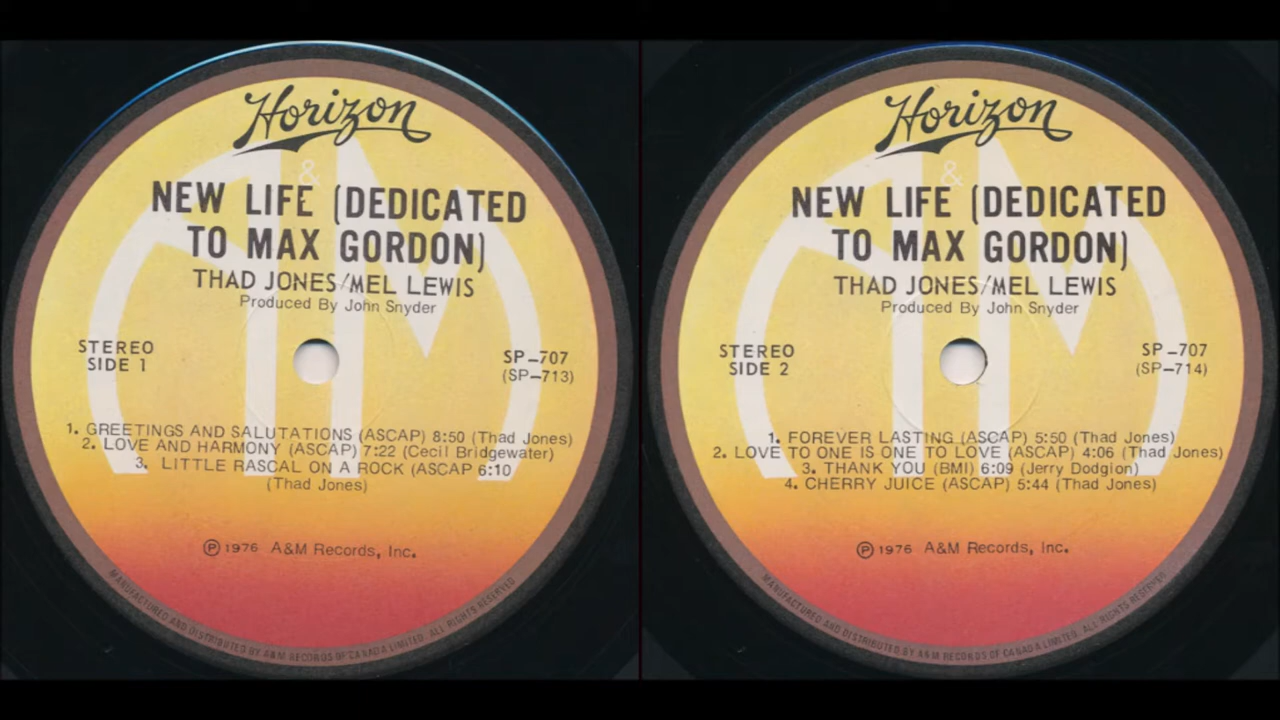 Horizon
&
NEW LIFE (DEDICATED
TO MAX GORDON)
THAD JONES/MEL LEWIS
Produced By John Snyder
STEREO
SIDE 1
SP-707
(SP-713)
1. GREETINGS AND SALUTATIONS (ASCAP) 8:50 (Thad Jones)
2. LOVE AND HARMONY (ASCAP) 7:22 (Cecil Bridgewater)
3. LITTLE RASCAL ON A ROCK (ASCAP 6:10
(Thad Jones)
℗ 1976 A&M Records, Inc.
MANUFACTURED AND DISTRIBUTED BY A&M RECORDS OF CANADA LIMITED. ALL RIGHTS RESERVED
Horizon
&
NEW LIFE (DEDICATED
TO MAX GORDON)
THAD JONES/MEL LEWIS
Produced By John Snyder
STEREO
SIDE 2
SP-707
(SP-714)
1. FOREVER LASTING (ASCAP) 5:50 (Thad Jones)
2. LOVE TO ONE IS ONE TO LOVE (ASCAP) 4:06 (Thad Jones)
3. THANK YOU (BMI) 6:09 (Jerry Dodgion)
4. CHERRY JUICE (ASCAP) 5:44 (Thad Jones)
℗ 1976 A&M Records, Inc.
MANUFACTURED AND DISTRIBUTED BY A&M RECORDS OF CANADA LIMITED. ALL RIGHTS RESERVED